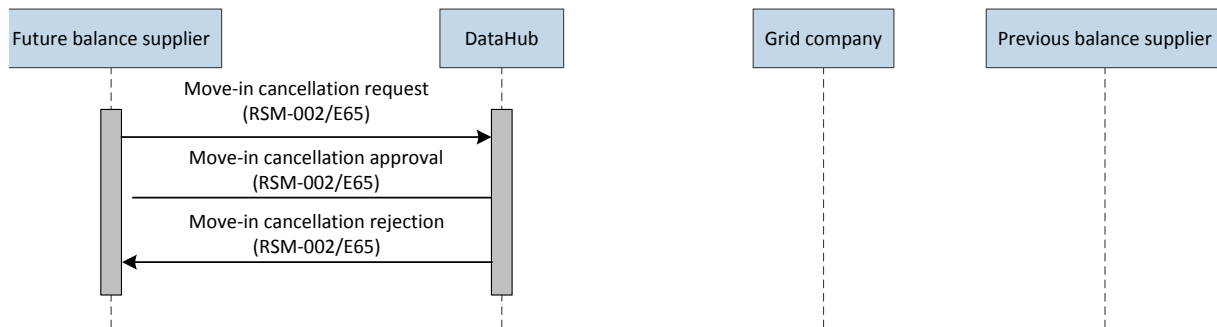 Future balance supplier
DataHub
Grid company
Previous balance supplier
Move-in cancellation request
(RSM-002/E65)
Move-in cancellation approval
(RSM-002/E65)
Move-in cancellation rejection
(RSM-002/E65)